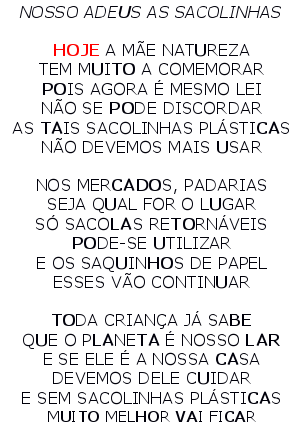 NOSSO ADEUS AS SACOLINHAS
HOJE A MÃE NATUREZA
TEM MUITO A COMEMORAR
POIS AGORA É MESMO LEI
NÃO SE PODE DISCORDAR
AS TAIS SACOLINHAS PLÁSTICAS
NÃO DEVEMOS MAIS USAR
NOS MERCADOS, PADARIAS
SEJA QUAL FOR O LUGAR
SÓ SACOLAS RETORNÁVEIS
PODE-SE UTILIZAR
E OS SAQUINHOS DE PAPEL
ESSES VÃO CONTINUAR
TODA CRIANÇA JÁ SABE
QUE O PLANETA É NOSSO LAR
E SE ELE É A NOSSA CASA
DEVEMOS DELE CUIDAR
E SEM SACOLINHAS PLÁSTICAS
MUITO MELHOR VAI FICAR